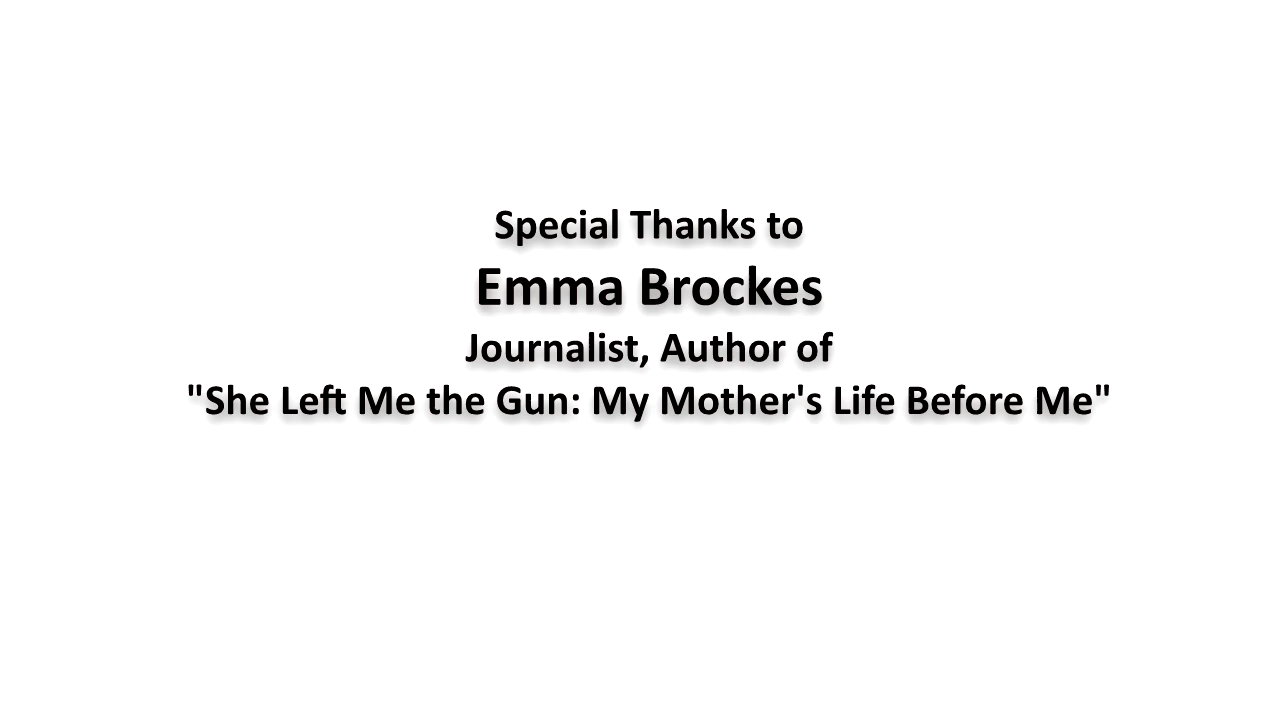 Special Thanks to
Emma Brockes
Journalist, Author of
"She Left Me the Gun: My Mother's Life Before Me"